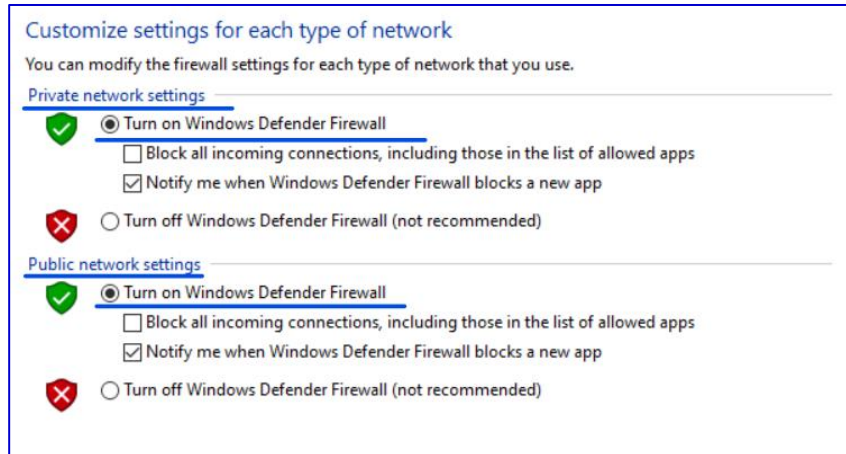 Customize settings for each type of network
You can modify the firewall settings for each type of network that you use.
Private network settings
Turn on Windows Defender Firewall
Block all incoming connections, including those in the list of allowed apps
Notify me when Windows Defender Firewall blocks a new app
Turn off Windows Defender Firewall (not recommended)
Public network settings
Turn on Windows Defender Firewall
Block all incoming connections, including those in the list of allowed apps
Notify me when Windows Defender Firewall blocks a new app
Turn off Windows Defender Firewall (not recommended)